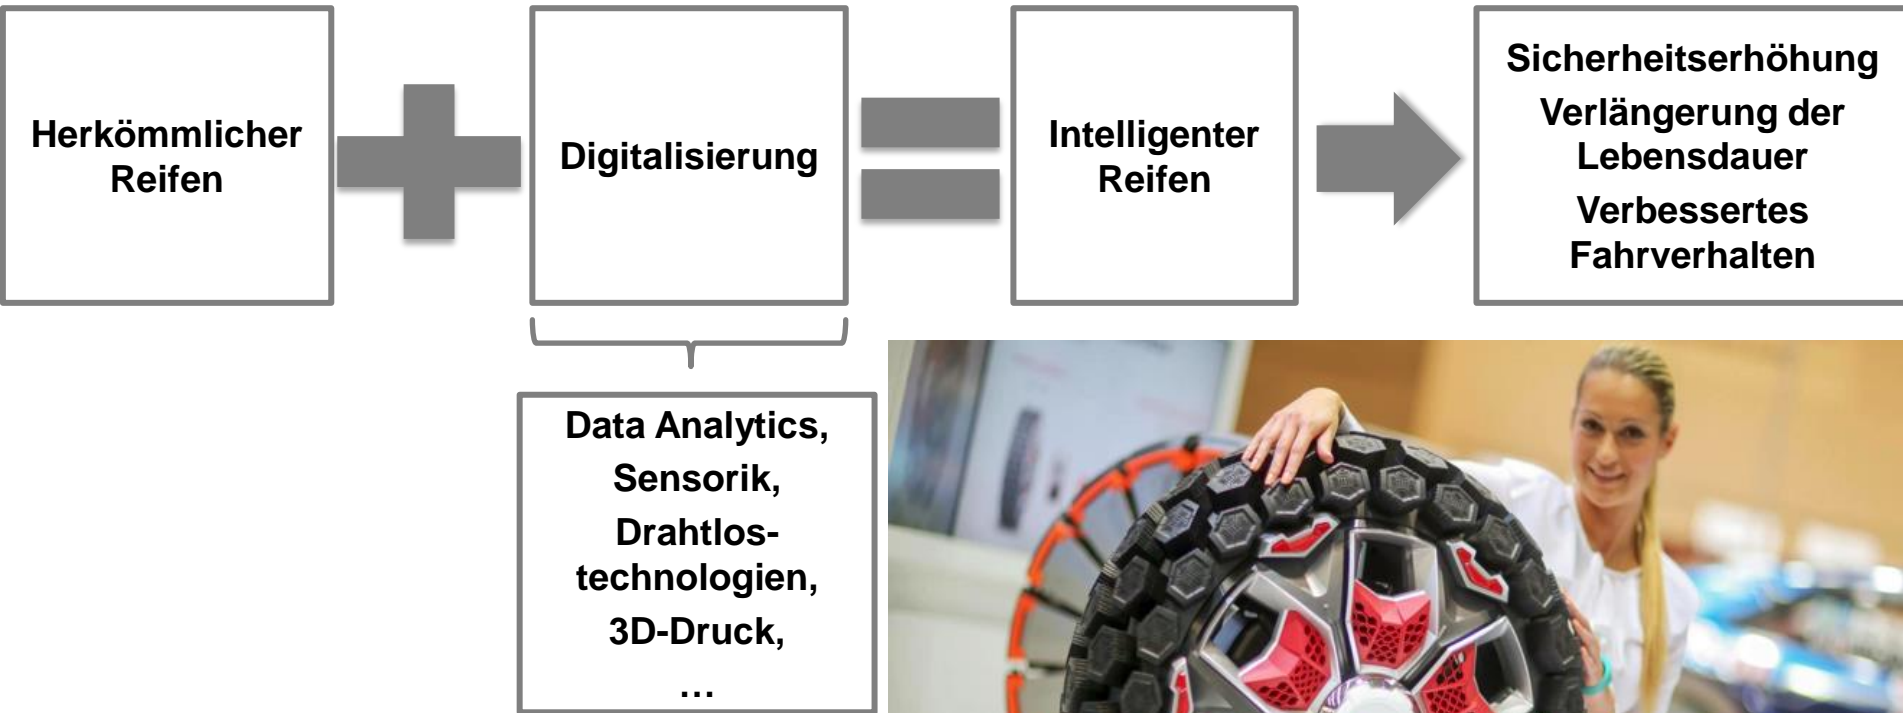 Herkömmlicher
Reifen
Digitalisierung
Intelligenter
Reifen
Sicherheitserhöhung
Verlängerung der
Lebensdauer
Verbessertes
Fahrverhalten
Data Analytics,
Sensorik,
Drahtlos-
technologien,
3D-Druck,
…